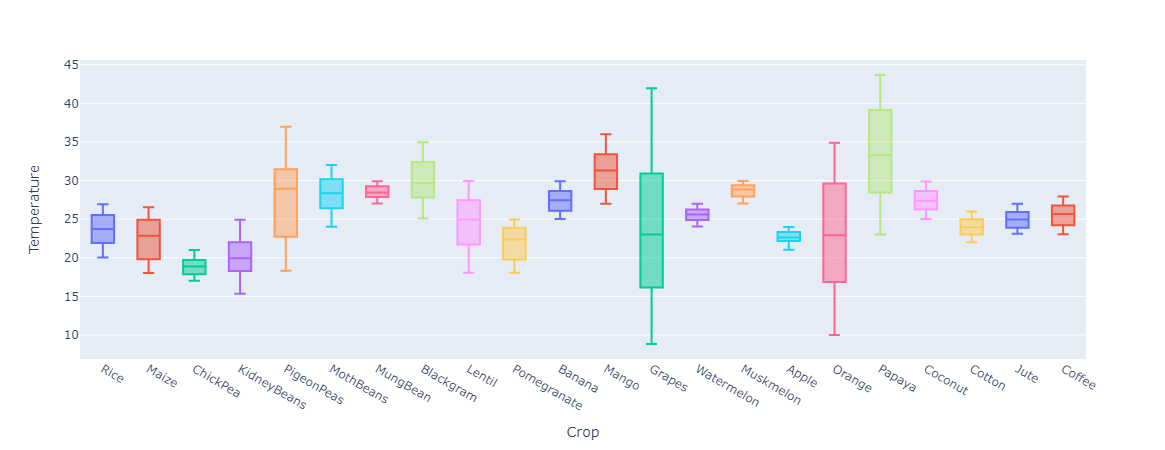 Temperature
45
40
35
30
25
20
15
10
Rice
Maize
ChickPea
KidneyBeans
PigeonPeas
MothBeans
MungBean
Blackgram
Lentil
Pomegranate
Banana
Mango
Grapes
Watermelon
Muskmelon
Apple
Orange
Papaya
Coconut
Cotton
Jute
Coffee
Crop